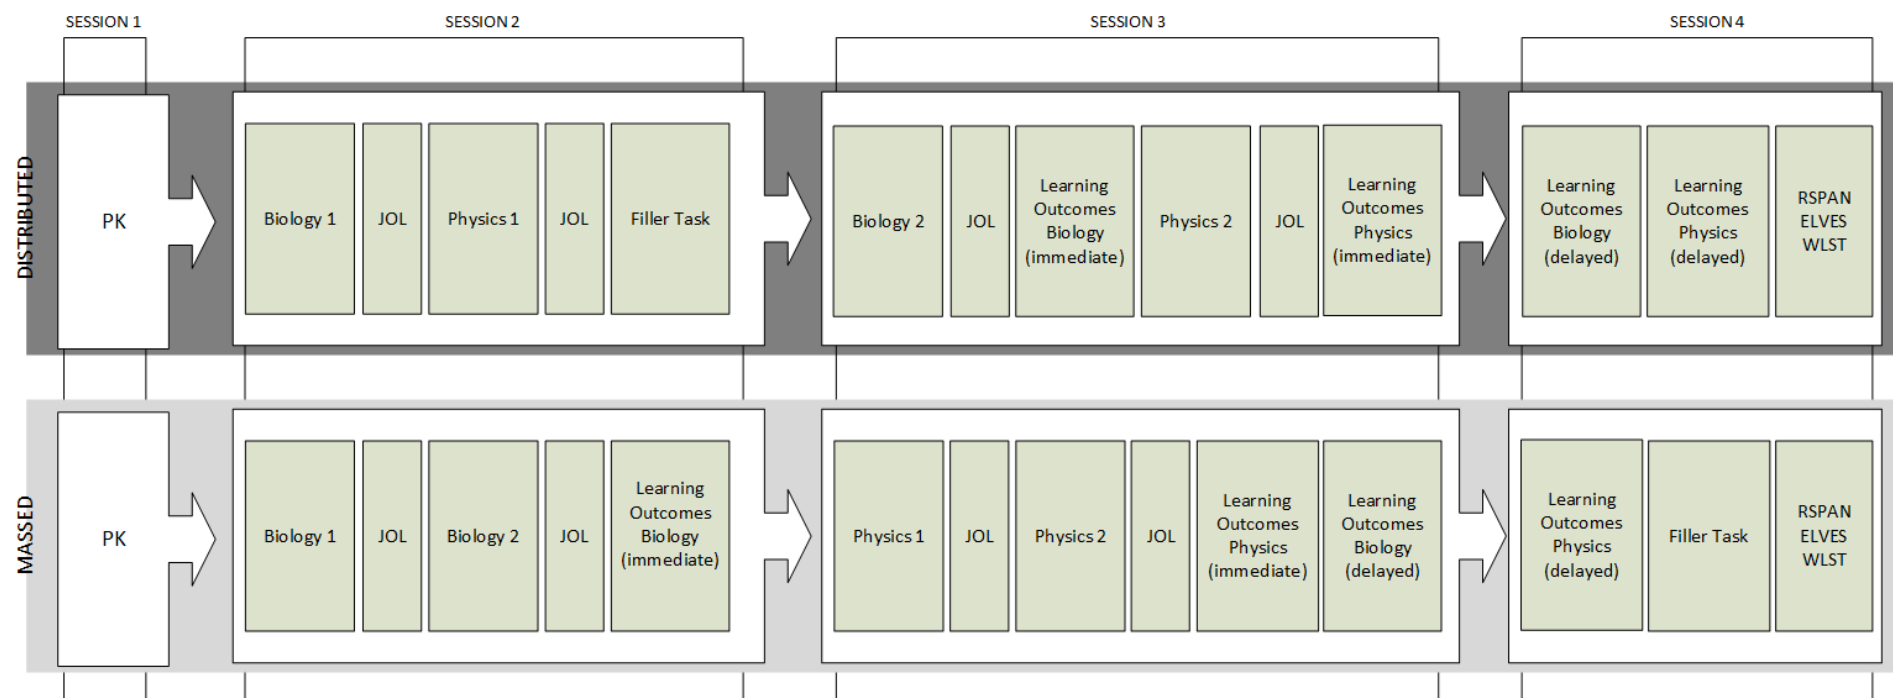 SESSION 1
SESSION 2
SESSION 3
SESSION 4
DISTRIBUTED
PK
Biology 1
JOL
Physics 1
JOL
Filler Task
Biology 2
JOL
Learning
Outcomes
Biology
(immediate)
Physics 2
JOL
Learning
Outcomes
Physics
(immediate)
Learning
Outcomes
Biology
(delayed)
Learning
Outcomes
Physics
(delayed)
RSPAN
ELVES
WLST
MASSED
PK
Biology 1
JOL
Biology 2
JOL
Learning
Outcomes
Biology
(immediate)
Physics 1
JOL
Physics 2
JOL
Learning
Outcomes
Physics
(immediate)
Learning
Outcomes
Biology
(delayed)
Learning
Outcomes
Physics
(delayed)
Filler Task
RSPAN
ELVES
WLST